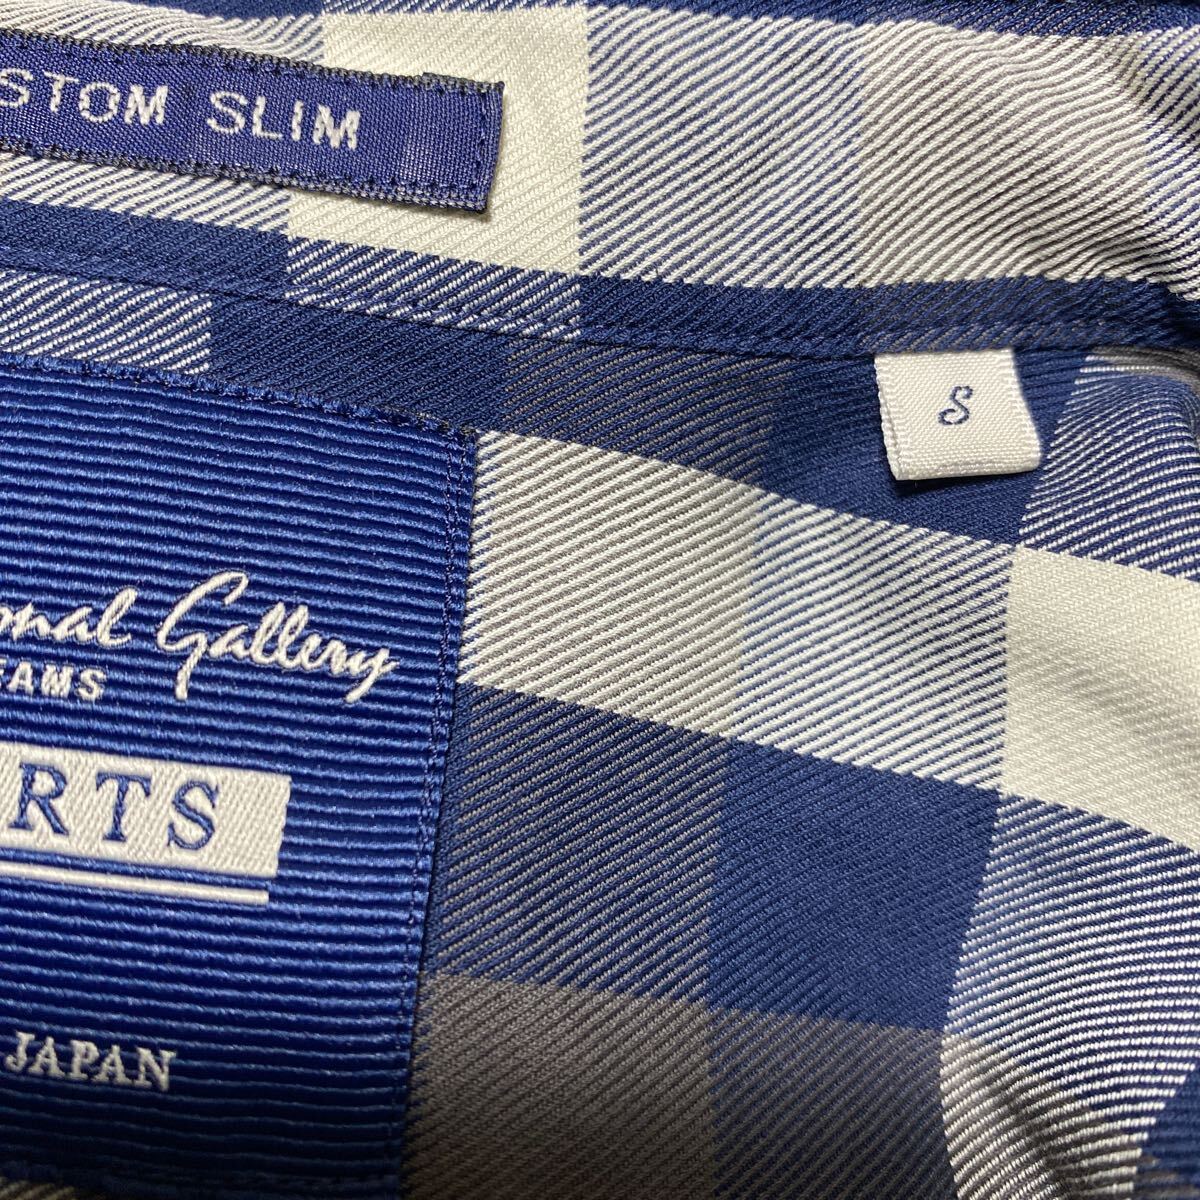 STOM SLIM
S
onal Gallery
EAMS
RTS
JAPAN